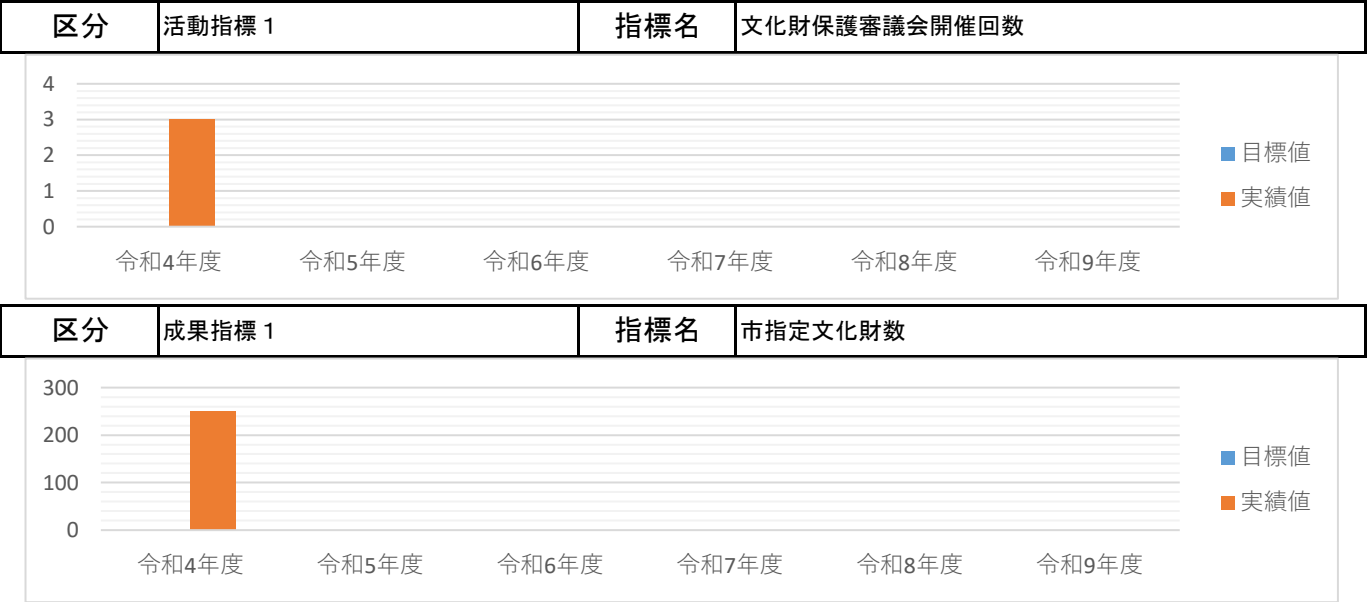 区分 活動指標１ 指標名 文化財保護審議会開催回数
4
3
2
1
0
令和4年度 令和5年度 令和6年度 令和7年度 令和8年度 令和9年度
目標値
実績値
区分 成果指標１ 指標名 市指定文化財数
300
200
100
0
令和4年度 令和5年度 令和6年度 令和7年度 令和8年度 令和9年度
目標値
実績値